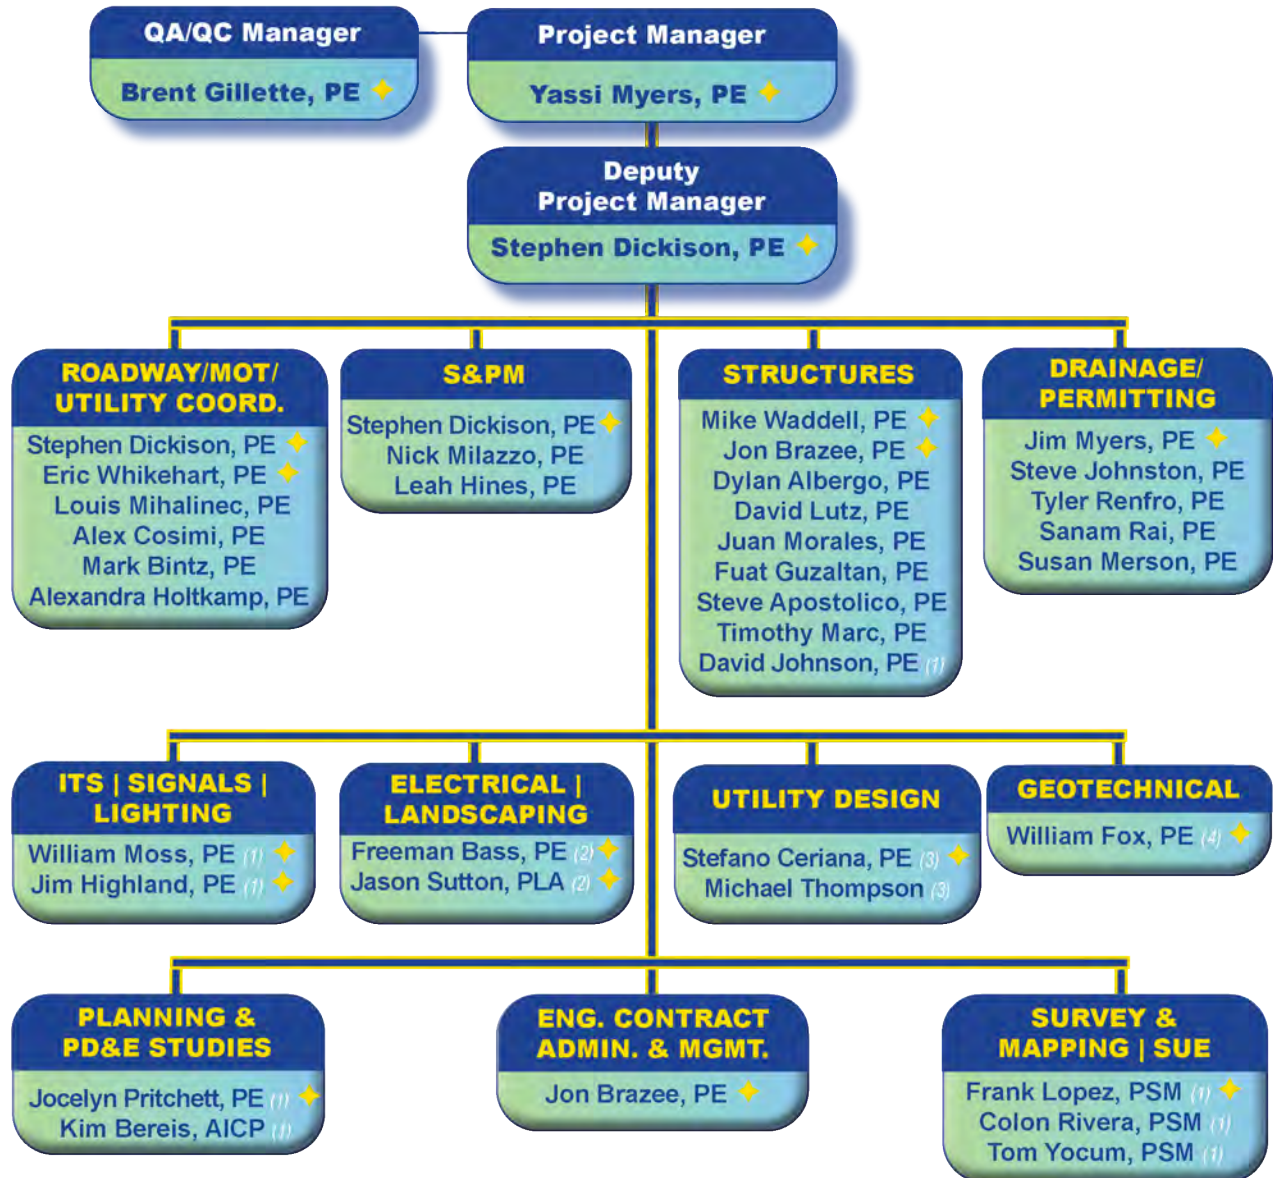 QA/QC Manager
Brent Gillette, PE
Project Manager
Yassi Myers, PE
Deputy
Project Manager
Stephen Dickison, PE
ROADWAY/MOT/
UTILITY COORD.
Stephen Dickison, PE
Eric Whikehart, PE
Louis Mihalinec, PE
Alex Cosimi, PE
Mark Bintz, PE
Alexandra Holtkamp, PE
S&PM
Stephen Dickison, PE
Nick Milazzo, PE
Leah Hines, PE
STRUCTURES
Mike Waddell, PE
Jon Brazee, PE
Dylan Albergo, PE
David Lutz, PE
Juan Morales, PE
Fuat Guzaltan, PE
Steve Apostolico, PE
Timothy Marc, PE
David Johnson, PE (1)
DRAINAGE/
PERMITTING
Jim Myers, PE
Steve Johnston, PE
Tyler Renfro, PE
Sanam Rai, PE
Susan Merson, PE
ITS | SIGNALS |
LIGHTING
William Moss, PE (1)
Jim Highland, PE (1)
ELECTRICAL |
LANDSCAPING
Freeman Bass, PE (2)
Jason Sutton, PLA (2)
UTILITY DESIGN
Stefano Ceriana, PE (3)
Michael Thompson (3)
GEOTECHNICAL
William Fox, PE (4)
PLANNING &
PD&E STUDIES
Jocelyn Pritchett, PE (1)
Kim Bereis, AICP (1)
ENG. CONTRACT
ADMIN. & MGMT.
Jon Brazee, PE
SURVEY &
MAPPING | SUE
Frank Lopez, PSM (1)
Colon Rivera, PSM (1)
Tom Yocum, PSM (1)